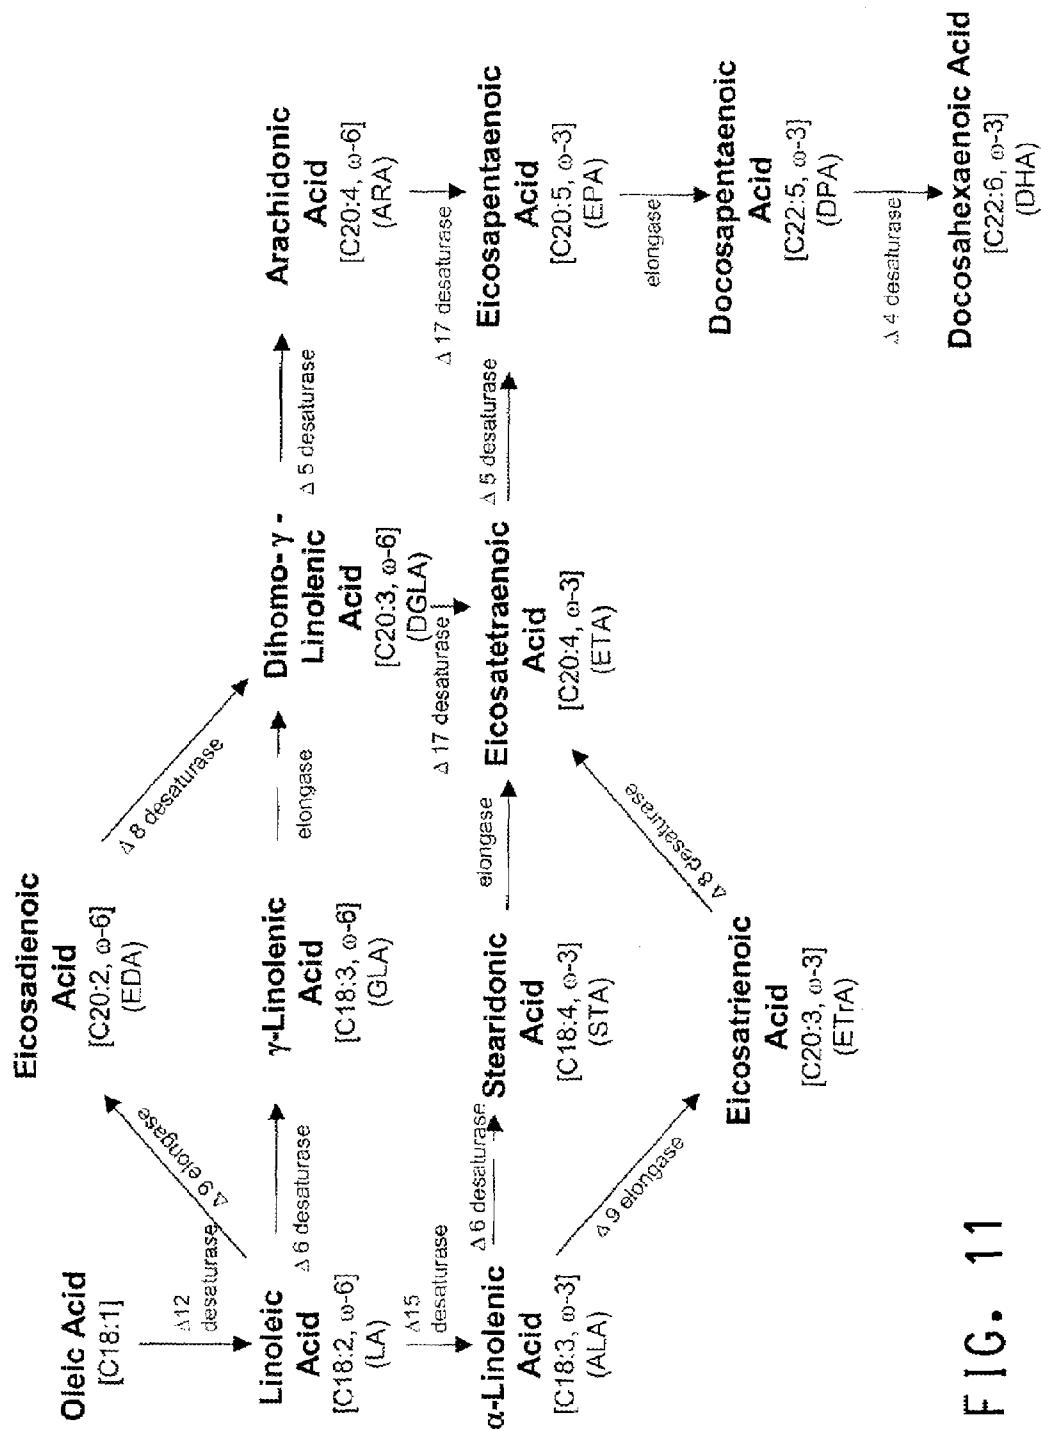 Oleic Acid
[C18:1]
Δ12
desaturase
Linoleic
Acid
[C18:2, ω-6]
(LA)
Δ9 elongase
Eicosadienoic
Acid
[C20:2, ω-6]
(EDA)
Δ8 desaturase
Δ6 desaturase
γ-Linolenic
Acid
[C18:3, ω-6]
(GLA)
elongase
Dihomo-γ-
Linolenic
Acid
[C20:3, ω-6]
(DGLA)
Δ5 desaturase
Arachidonic
Acid
[C20:4, ω-6]
(ARA)
Δ15
desaturase
Δ17 desaturase
Δ17 desaturase
α-Linolenic
Acid
[C18:3, ω-3]
(ALA)
Δ6 desaturase
Stearidonic
Acid
[C18:4, ω-3]
(STA)
elongase
Eicosatetraenoic
Acid
[C20:4, ω-3]
(ETA)
Δ5 desaturase
Eicosapentaenoic
Acid
[C20:5, ω-3]
(EPA)
Δ9 elongase
Eicosatrienoic
Acid
[C20:3, ω-3]
(ETrA)
Δ8 desaturase
elongase
Docosapentaenoic
Acid
[C22:5, ω-3]
(DPA)
Δ4 desaturase
Docosahexaenoic Acid
[C22:6, ω-3]
(DHA)
FIG. 11